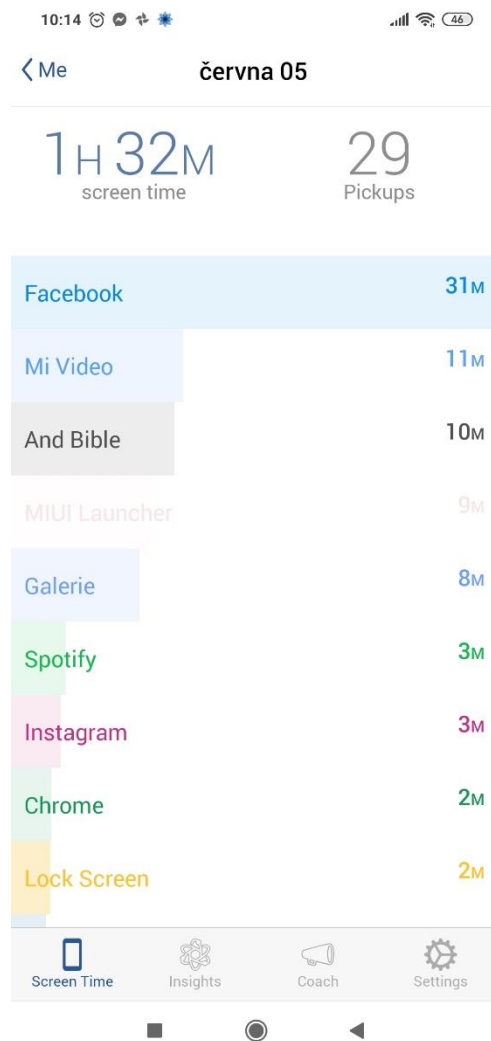 10:14 46
Me června 05
1H 32M 29
screen time Pickups
Facebook 31M
Mi Video 11M
And Bible 10M
MIUI Launcher 9M
Galerie 8M
Spotify 3M
Instagram 3M
Chrome 2M
Lock Screen 2M
Screen Time Insights Coach Settings